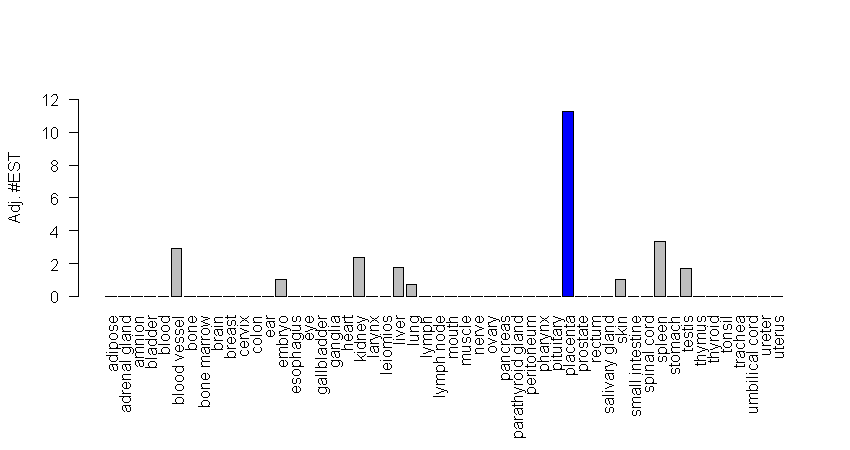 Adj. #EST
12
10
8
6
4
2
0
adipose
adrenal gland
amnion
bladder
blood
blood vessel
bone
bone marrow
brain
breast
cervix
colon
ear
embryo
esophagus
eye
gallbladder
ganglia
heart
kidney
larynx
leiomios
liver
lung
lymph
lymph node
mouth
muscle
nerve
ovary
pancreas
parathyroid gland
peritoneum
pharynx
pituitary
placenta
prostate
rectum
salivary gland
skin
small intestine
spinal cord
spleen
stomach
testis
thymus
thyroid
tonsil
trachea
umbilical cord
ureter
uterus